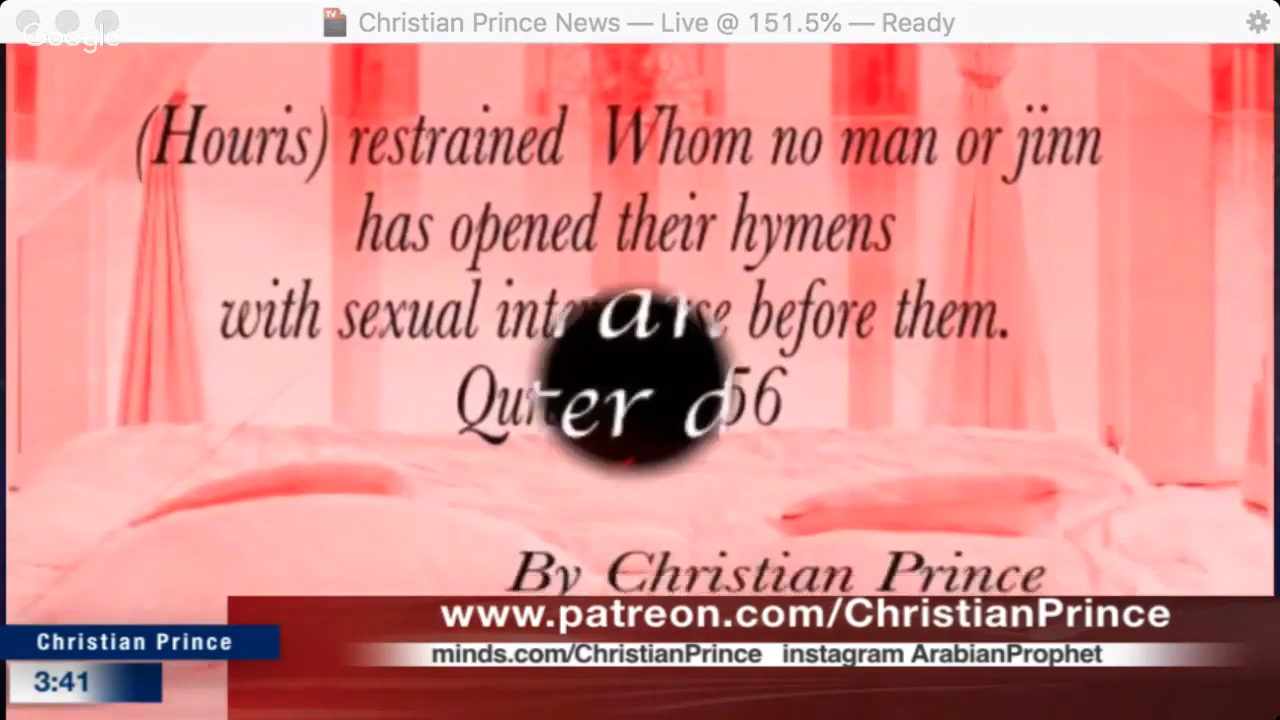 Christian Prince News — Live @ 151.5% — Ready
Google
(Houris) restrained Whom no man or jinn
has opened their hymens
with sexual before them.
56
By Christian Prince
www.patreon.com/ChristianPrince
Christian Prince
minds.com/ChristianPrince instagram ArabianProphet
3:41